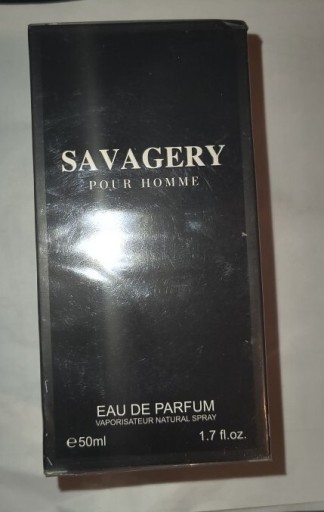 SAVAGERY
POUR HOMME
EAU DE PARFUM
VAPORISATEUR NATURAL SPRAY
℮50ml 1.7 fl.oz.